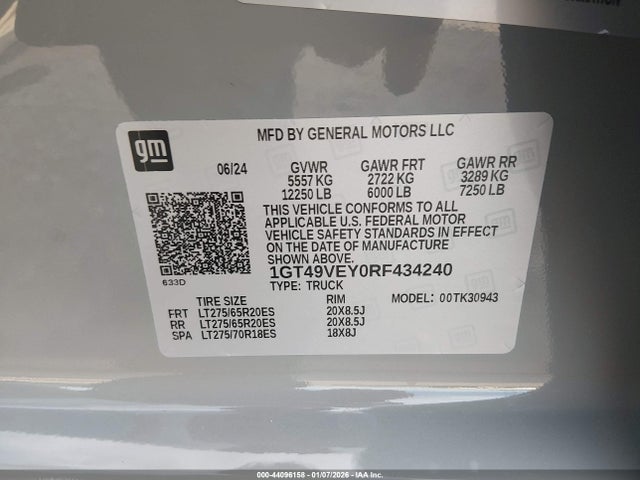 gm
MFD BY GENERAL MOTORS LLC
06/24 GVWR GAWR FRT GAWR RR
5557 KG 2722 KG 3289 KG
12250 LB 6000 LB 7250 LB
THIS VEHICLE CONFORMS TO ALL
APPLICABLE U.S. FEDERAL MOTOR
VEHICLE SAFETY STANDARDS IN EFFECT
ON THE DATE OF MANUFACTURE
SHOWN ABOVE.
633D
1GT49VEY0RF434240
TYPE: TRUCK
TIRE SIZE RIM MODEL: 00TK30943
FRT LT275/65R20ES 20X8.5J
RR LT275/65R20ES 20X8.5J
SPA LT275/70R18ES 18X8J
000-44096158 - 01/07/2026 - IAA Inc.